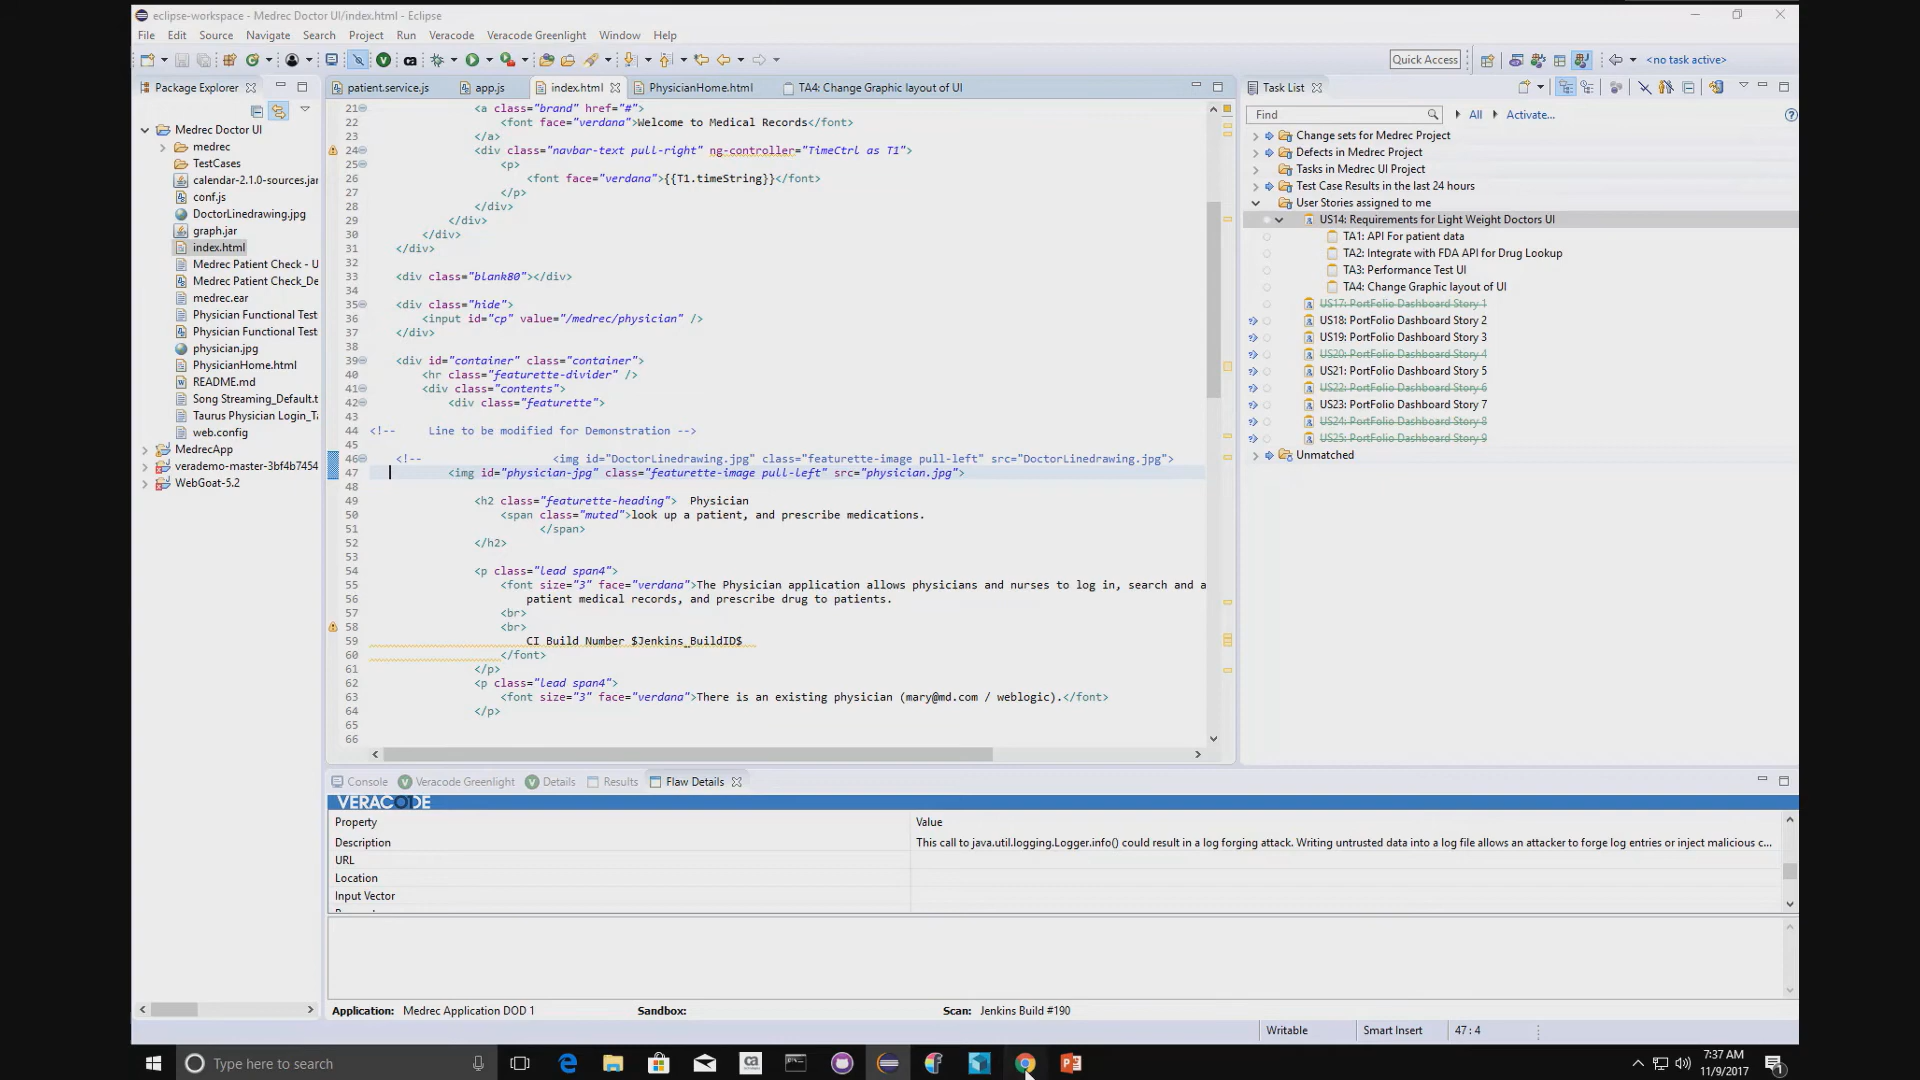 eclipse-workspace - Medrec Doctor UI/index.html - Eclipse
File Edit Source Navigate Search Project Run Veracode Veracode Greenlight Window Help
Quick Access
<no task active>
Package Explorer
Medrec Doctor UI
medrec
TestCases
calendar-2.1.0-sources.jar
conf.js
DoctorLinedrawing.jpg
graph.jar
index.html
Medrec Patient Check - U
Medrec Patient Check_De
medrec.ear
Physician Functional Test
Physician Functional Test
physician.jpg
PhysicianHome.html
README.md
Song Streaming_Default.t
Taurus Physician Login_Ta
web.config
MedrecApp
verademo-master-3bf4b7454
WebGoat-5.2
patient.service.js app.js index.html PhysicianHome.html TA4: Change Graphic layout of UI
21 <a class="brand" href="#">
22 <font face="verdana">Welcome to Medical Records</font>
23 </a>
24 <div class="navbar-text pull-right" ng-controller="TimeCtrl as T1">
25 <p>
26 <font face="verdana">{{T1.timeString}}</font>
27 </p>
28 </div>
29 </div>
30 </div>
31 </div>
32
33 <div class="blank80"></div>
34
35 <div class="hide">
36 <input id="cp" value="/medrec/physician" />
37 </div>
38
39 <div id="container" class="container">
40 <hr class="featurette-divider" />
41 <div class="contents">
42 <div class="featurette">
43
44 <!-- Line to be modified for Demonstration -->
45
46 <!-- <img id="DoctorLinedrawing.jpg" class="featurette-image pull-left" src="DoctorLinedrawing.jpg">
47 <img id="physician-jpg" class="featurette-image pull-left" src="physician.jpg">
48
49 <h2 class="featurette-heading"> Physician
50 <span class="muted">look up a patient, and prescribe medications.
51 </span>
52 </h2>
53
54 <p class="lead span4">
55 <font size="3" face="verdana">The Physician application allows physicians and nurses to log in, search and a
56 patient medical records, and prescribe drug to patients.
57 <br>
58 <br>
59 CI Build Number $Jenkins_BuildID$
60 </font>
61 </p>
62 <p class="lead span4">
63 <font size="3" face="verdana">There is an existing physician (mary@md.com / weblogic).</font>
64 </p>
65
66
Task List
Find All Activate...
Change sets for Medrec Project
Defects in Medrec Project
Tasks in Medrec UI Project
Test Case Results in the last 24 hours
User Stories assigned to me
US14: Requirements for Light Weight Doctors UI
TA1: API For patient data
TA2: Integrate with FDA API for Drug Lookup
TA3: Performance Test UI
TA4: Change Graphic layout of UI
US17: PortFolio Dashboard Story 1
US18: PortFolio Dashboard Story 2
US19: PortFolio Dashboard Story 3
US20: PortFolio Dashboard Story 4
US21: PortFolio Dashboard Story 5
US22: PortFolio Dashboard Story 6
US23: PortFolio Dashboard Story 7
US24: PortFolio Dashboard Story 8
US25: PortFolio Dashboard Story 9
Unmatched
Console Veracode Greenlight Details Results Flaw Details
VERACODE
Property Value
Description This call to java.util.logging.Logger.info() could result in a log forging attack. Writing untrusted data into a log file allows an attacker to forge log entries or inject malicious c...
URL
Location
Input Vector
Application: Medrec Application DOD 1 Sandbox: Scan: Jenkins Build #190
Writable Smart Insert 47 : 4
Type here to search
7:37 AM
11/9/2017